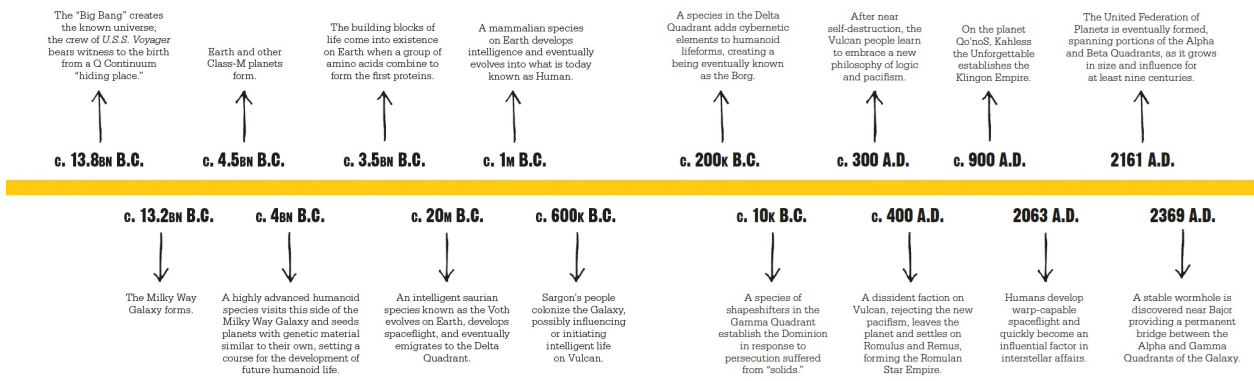 The "Big Bang" creates
the known universe;
the crew of U.S.S. Voyager
bears witness to the birth
from a Q Continuum
"hiding place."
c. 13.8BN B.C.
Earth and other
Class-M planets
form.
c. 4.5BN B.C.
The building blocks of
life come into existence
on Earth when a group of
amino acids combine to
form the first proteins.
c. 3.5BN B.C.
A mammalian species
on Earth develops
intelligence and eventually
evolves into what is today
known as Human.
c. 1M B.C.
A species in the Delta
Quadrant adds cybernetic
elements to humanoid
lifeforms, creating a
being eventually known
as the Borg.
c. 200K B.C.
After near
self-destruction, the
Vulcan people learn
to embrace a new
philosophy of logic
and pacifism.
c. 300 A.D.
On the planet
Qo'noS, Kahless
the Unforgettable
establishes the
Klingon Empire.
c. 900 A.D.
The United Federation of
Planets is eventually formed,
spanning portions of the Alpha
and Beta Quadrants, as it grows
in size and influence for
at least nine centuries.
2161 A.D.
c. 13.2BN B.C.
The Milky Way
Galaxy forms.
c. 4BN B.C.
A highly advanced humanoid
species visits this side of the
Milky Way Galaxy and seeds
planets with genetic material
similar to their own, setting a
course for the development of
future humanoid life.
c. 20M B.C.
An intelligent saurian
species known as the Voth
evolves on Earth, develops
spaceflight, and eventually
emigrates to the Delta
Quadrant.
c. 600K B.C.
Sargon's people
colonize the Galaxy,
possibly influencing
or initiating
intelligent life
on Vulcan.
c. 10K B.C.
A species of
shapeshifters in the
Gamma Quadrant
establish the Dominion
in response to
persecution suffered
from "solids."
c. 400 A.D.
A dissident faction on
Vulcan, rejecting the new
pacifism, leaves the
planet and settles on
Romulus and Remus,
forming the Romulan
Star Empire.
2063 A.D.
Humans develop
warp-capable
spaceflight and
quickly become an
influential factor in
interstellar affairs.
2369 A.D.
A stable wormhole is
discovered near Bajor
providing a permanent
bridge between the
Alpha and Gamma
Quadrants of the Galaxy.